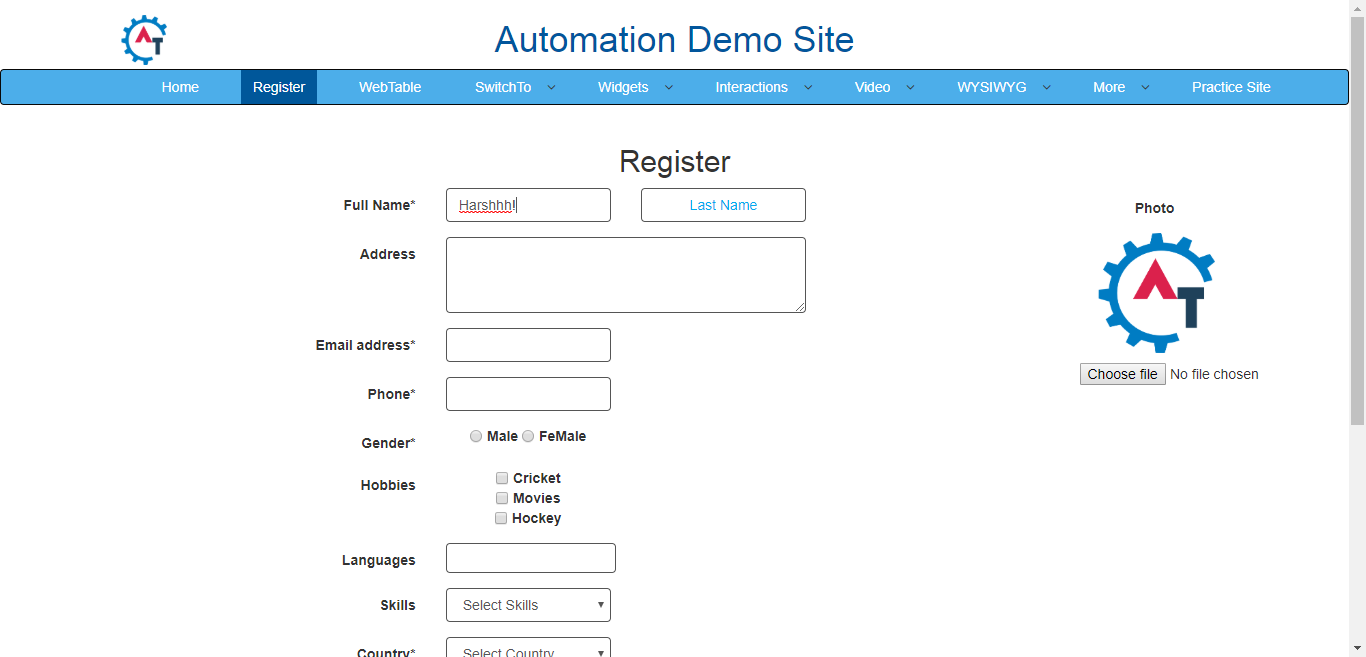 AT
Automation Demo Site
Home Register WebTable SwitchTo Widgets Interactions Video WYSIWYG More Practice Site
Register
Full Name* Harshhh! Last Name
Photo
Address
AT
Email address*
Choose file No file chosen
Phone*
Gender* Male FeMale
Hobbies Cricket
Movies
Hockey
Languages
Skills Select Skills
Country* Select Country